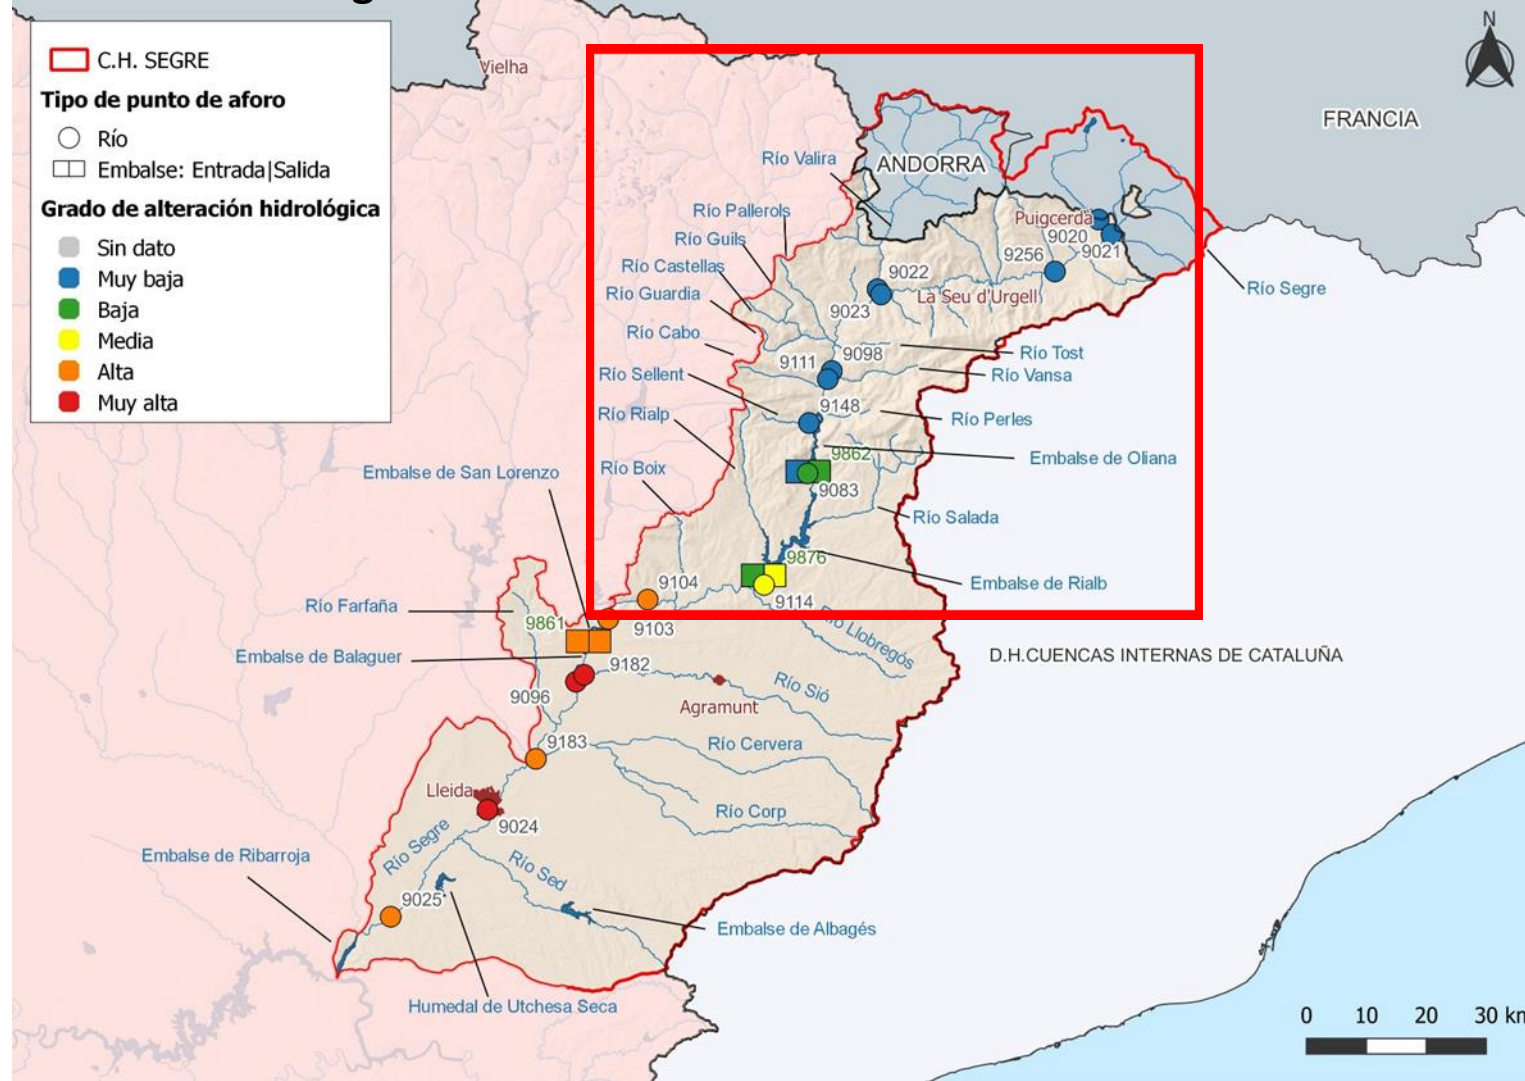 Vielha
C.H. SEGRE
Tipo de punto de aforo
Río
Embalse: Entrada|Salida
Grado de alteración hidrológica
Sin dato
Muy baja
Baja
Media
Alta
Muy alta
N
FRANCIA
ANDORRA
Río Valira
Río Pallerols
Río Guils
Río Castellas
Río Guardia
Río Cabo
Río Sellent
Río Rialp
Río Boix
Puigcerdà
9020
9021
9256
9022
9023
La Seu d'Urgell
Río Segre
Río Tost
Río Vansa
9098
9111
9148
Río Perles
9862
Embalse de Oliana
9083
Río Salada
Embalse de San Lorenzo
9876
Embalse de Rialb
9104
9114
9103
Río Farfaña
9861
Río Llobregós
D.H.CUENCAS INTERNAS DE CATALUÑA
Embalse de Balaguer
9182
9096
Río Sió
Agramunt
9183
Río Cervera
Lleida
9024
Río Corp
Río Segre
Río Sed
Embalse de Ribarroja
9025
Embalse de Albagés
Humedal de Utchesa Seca
0 10 20 30 km